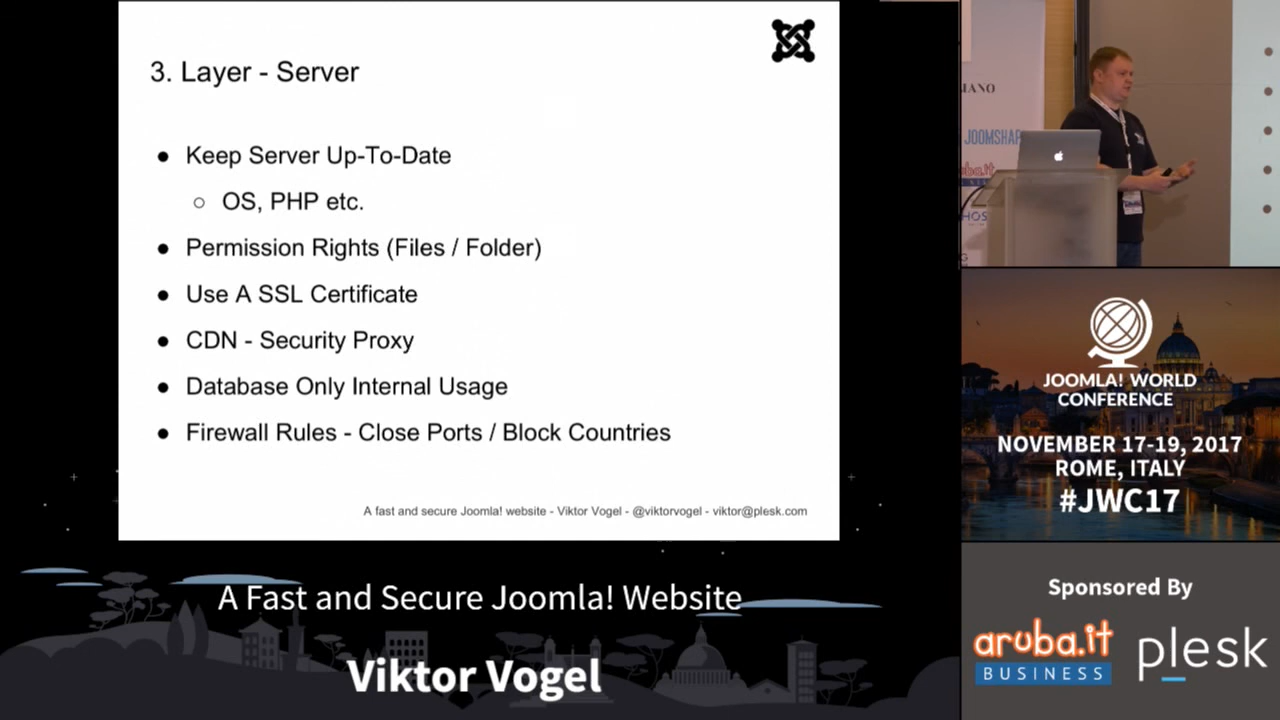 3. Layer - Server
● Keep Server Up-To-Date
○ OS, PHP etc.
● Permission Rights (Files / Folder)
● Use A SSL Certificate
● CDN - Security Proxy
● Database Only Internal Usage
● Firewall Rules - Close Ports / Block Countries
A fast and secure Joomla! website - Viktor Vogel - @viktorvogel - viktor@plesk.com
A Fast and Secure Joomla! Website
Viktor Vogel
JOOMSHAP
JOOMLA! WORLD
CONFERENCE
NOVEMBER 17-19, 2017
ROME, ITALY
#JWC17
Sponsored By
aruba.it
BUSINESS
plesk